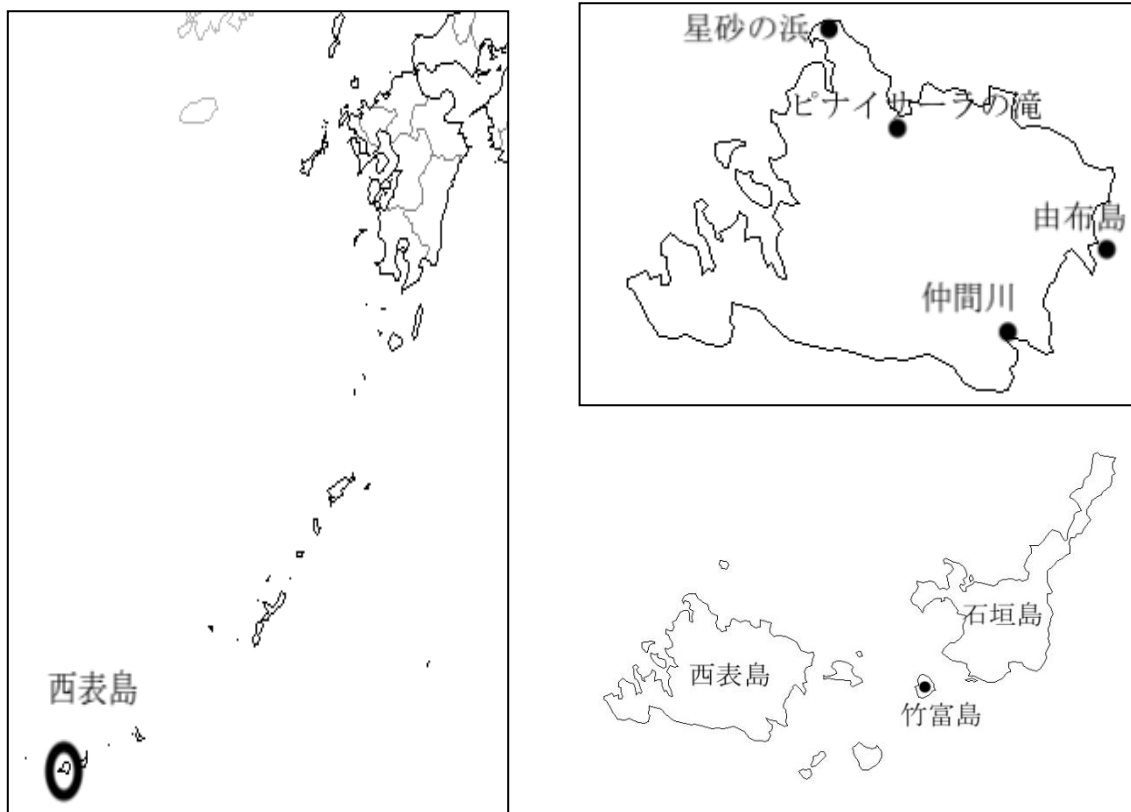 西表島
星砂の浜
ピナイサーラの滝
由布島
仲間川
石垣島
西表島
竹富島